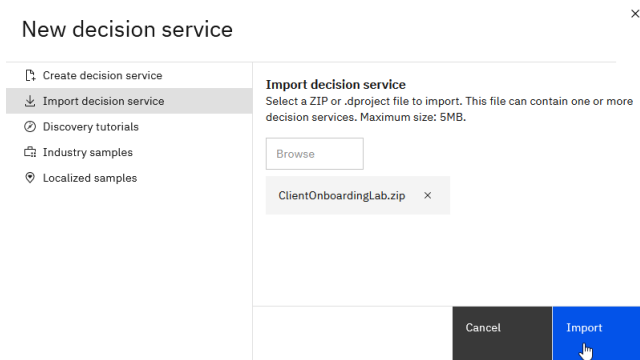 New decision service
Create decision service
Import decision service
Discovery tutorials
Industry samples
Localized samples
Import decision service
Select a ZIP or .dproject file to import. This file can contain one or more
decision services. Maximum size: 5MB.
Browse
ClientOnboardingLab.zip
Cancel
Import